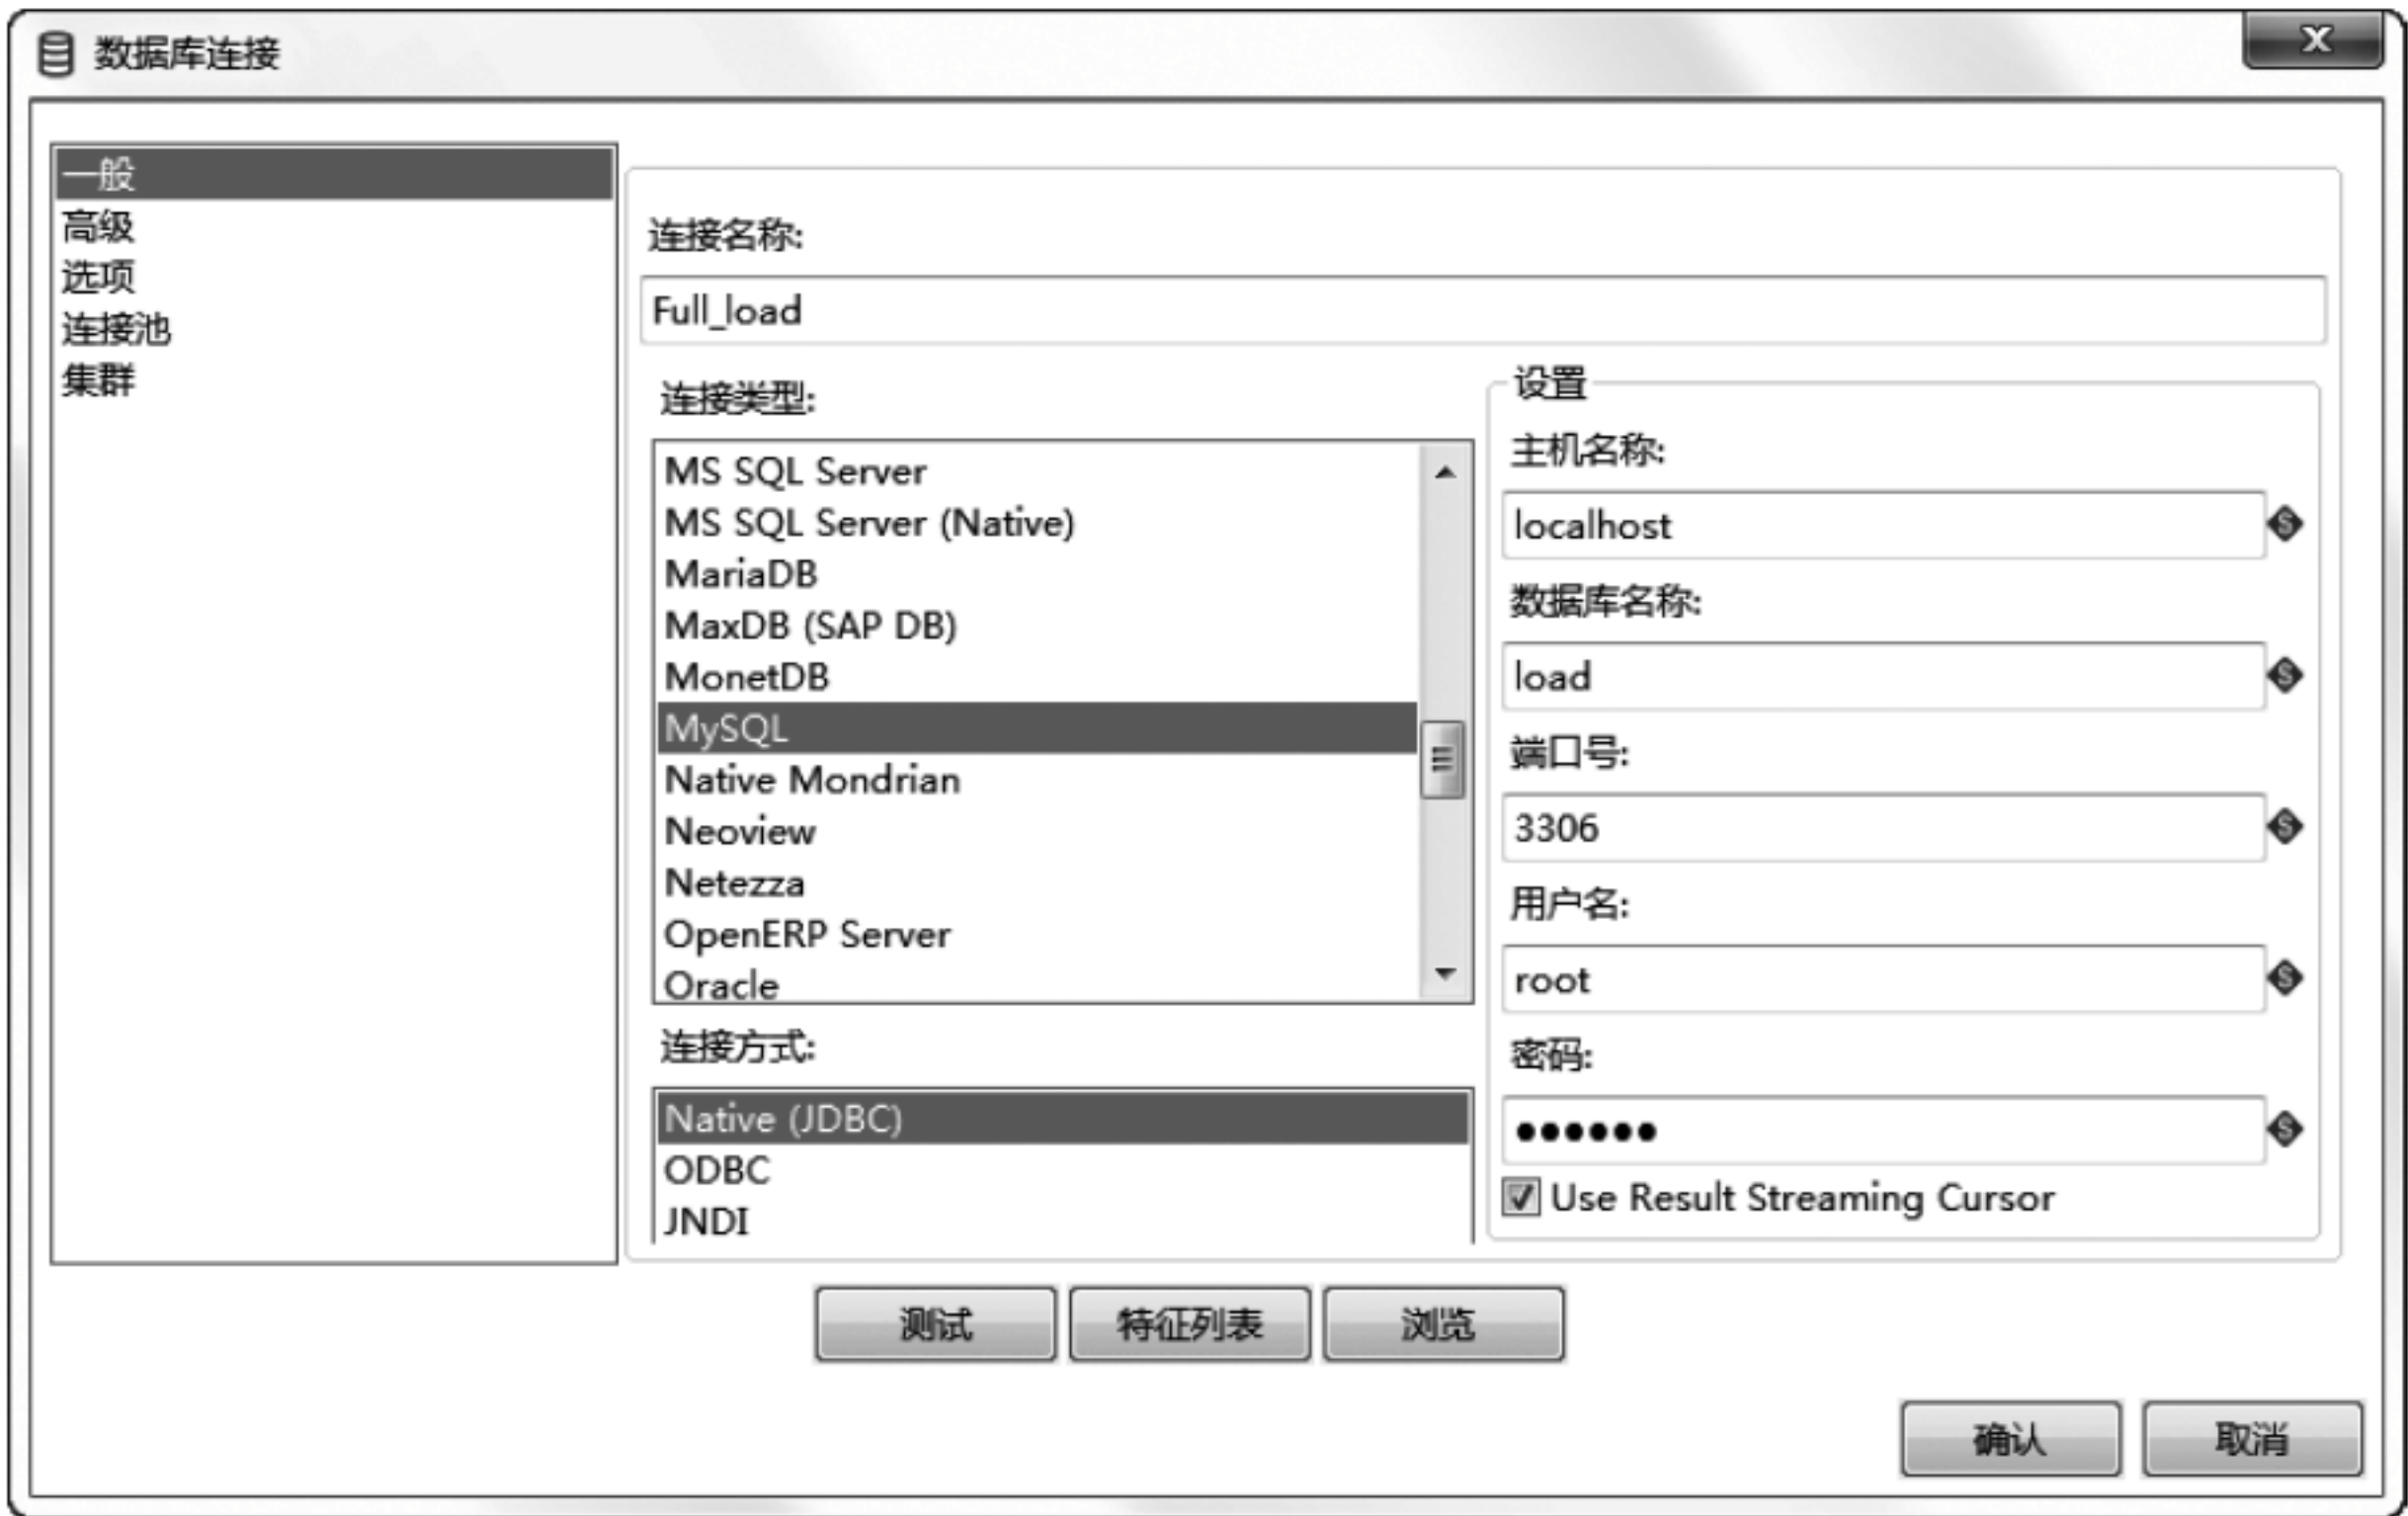 数据库连接
一般
高级
选项
连接池
集群
连接名称:
Full_load
连接类型:
MS SQL Server
MS SQL Server (Native)
MariaDB
MaxDB (SAP DB)
MonetDB
MySQL
Native Mondrian
Neoview
Netezza
OpenERP Server
Oracle
连接方式:
Native (JDBC)
ODBC
JNDI
设置
主机名称:
localhost
数据库名称:
load
端口号:
3306
用户名:
root
密码:
●●●●●●
Use Result Streaming Cursor
测试
特征列表
浏览
确认
取消